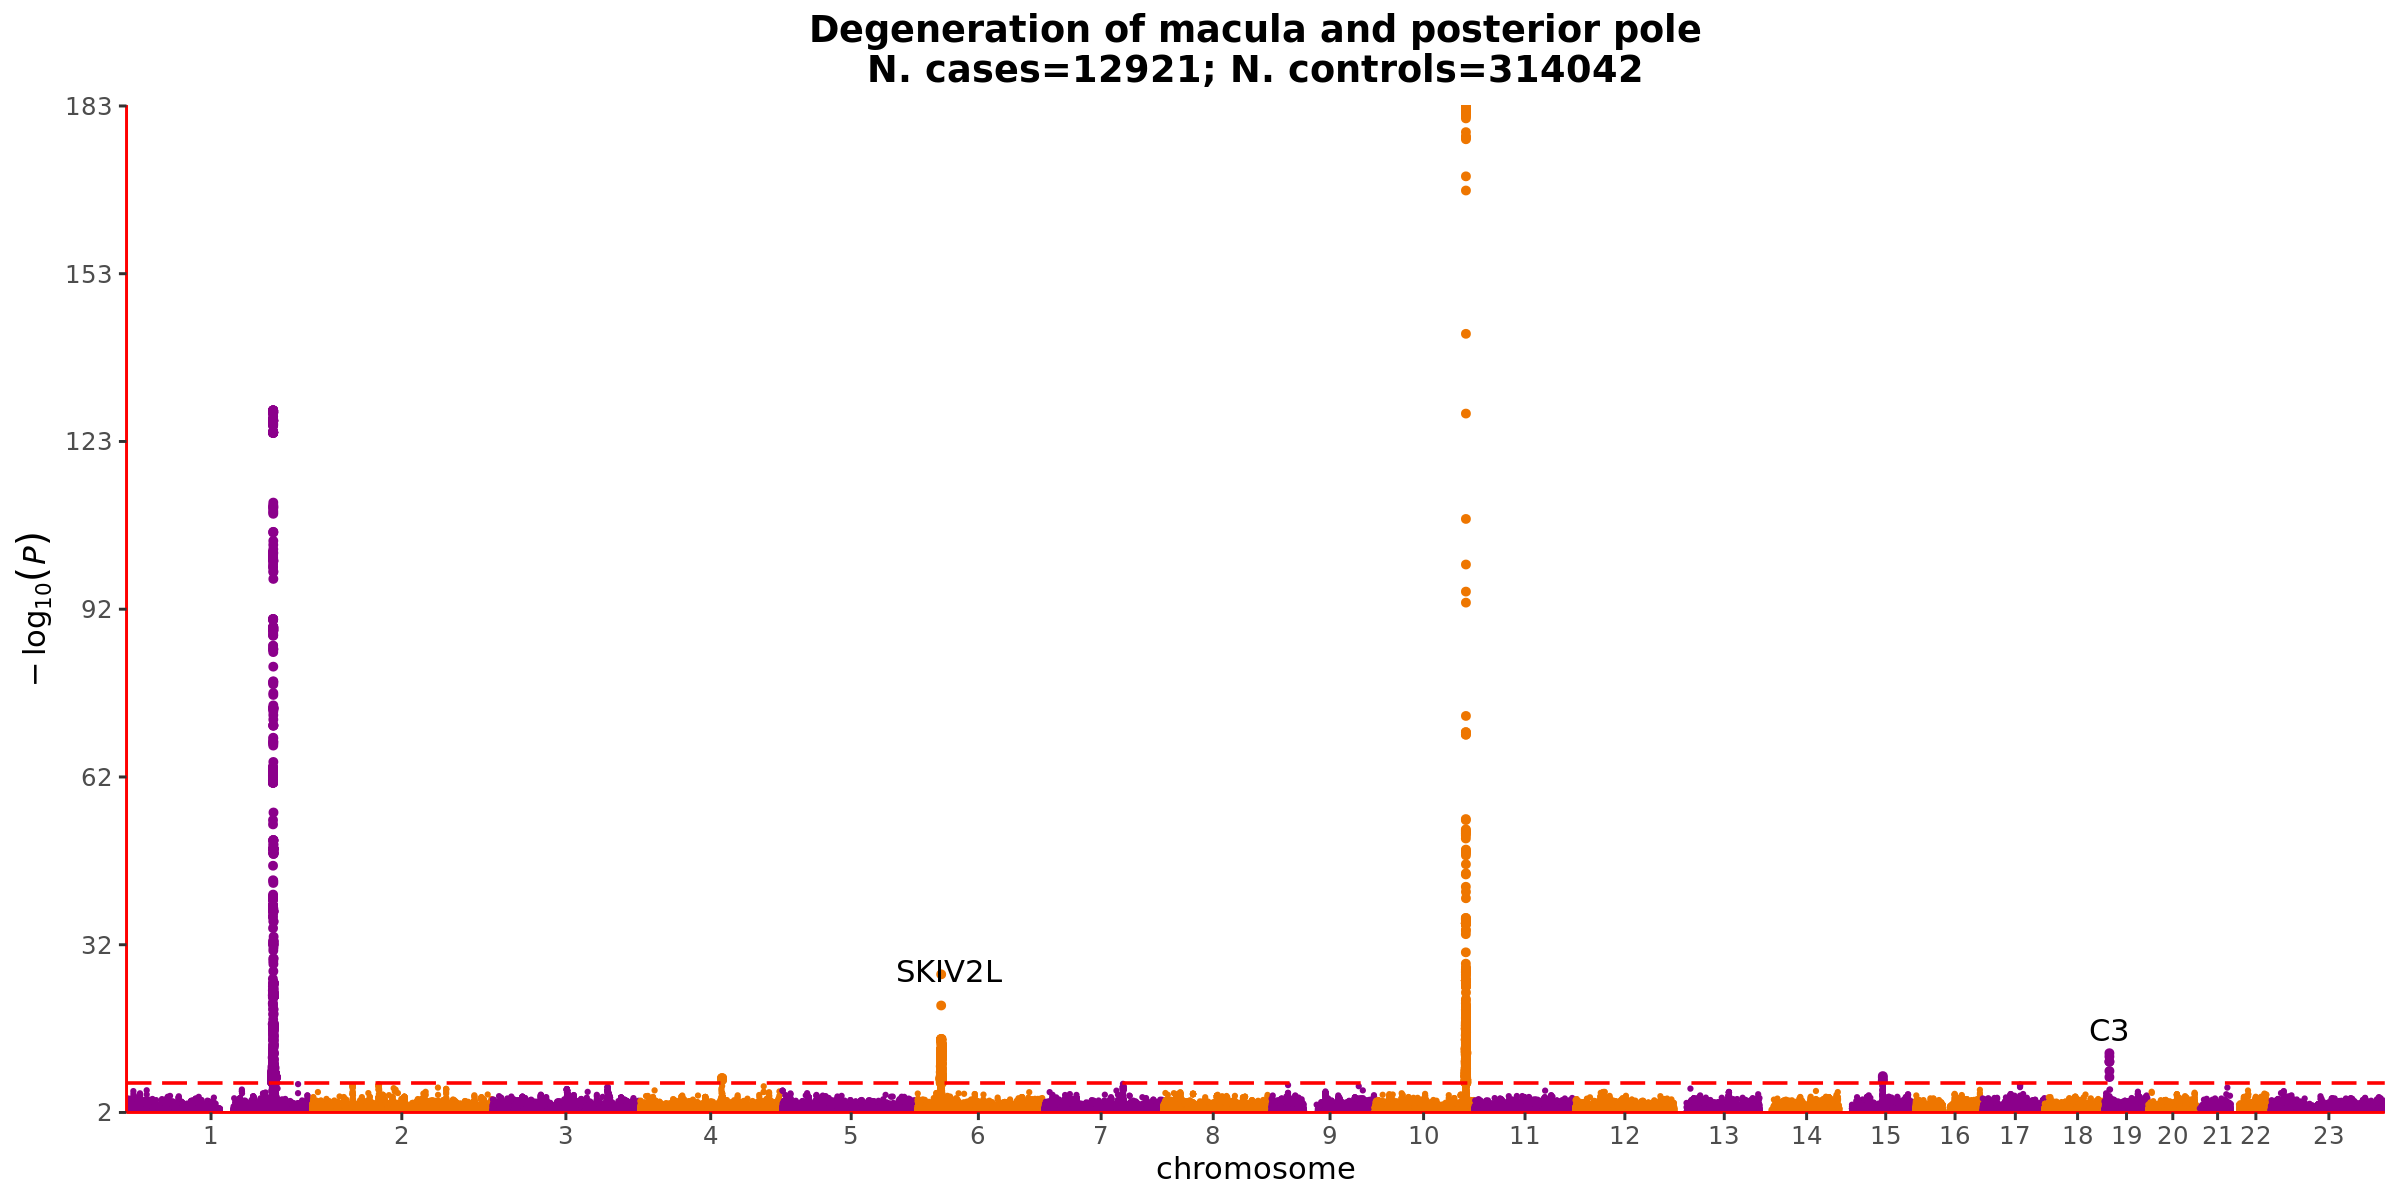 Degeneration of macula and posterior pole
N. cases=12921; N. controls=314042
183
153
123
92
62
32
2
−log10(P)
SKIV2L
C3
1 2 3 4 5 6 7 8 9 10 11 12 13 14 15 16 17 18 19 20 21 22 23
chromosome